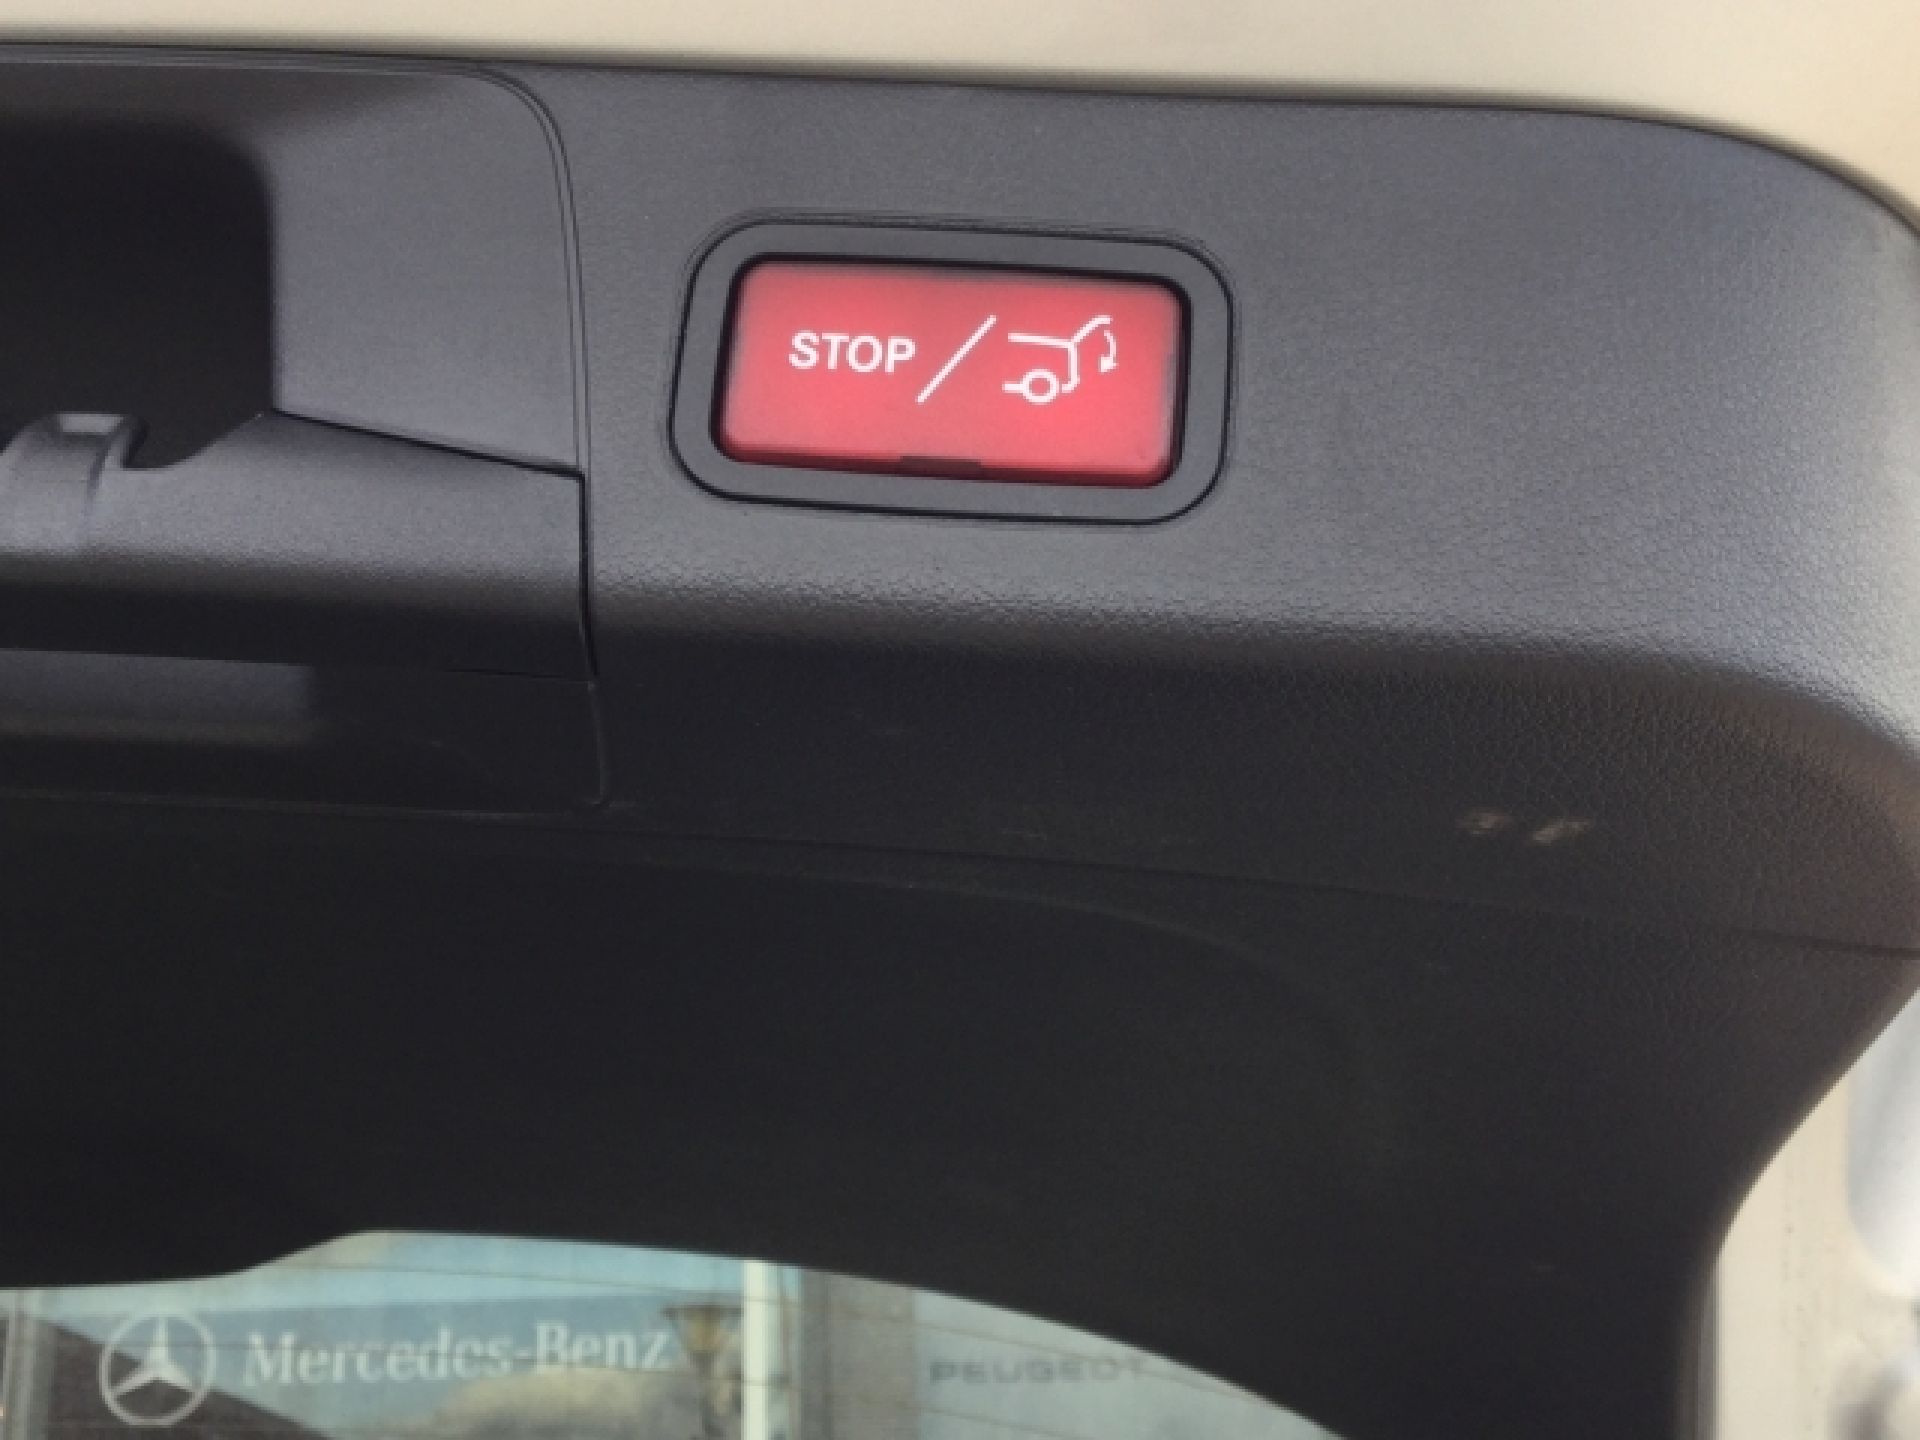 STOP /
Mercedes-Benz
PEUGEOT